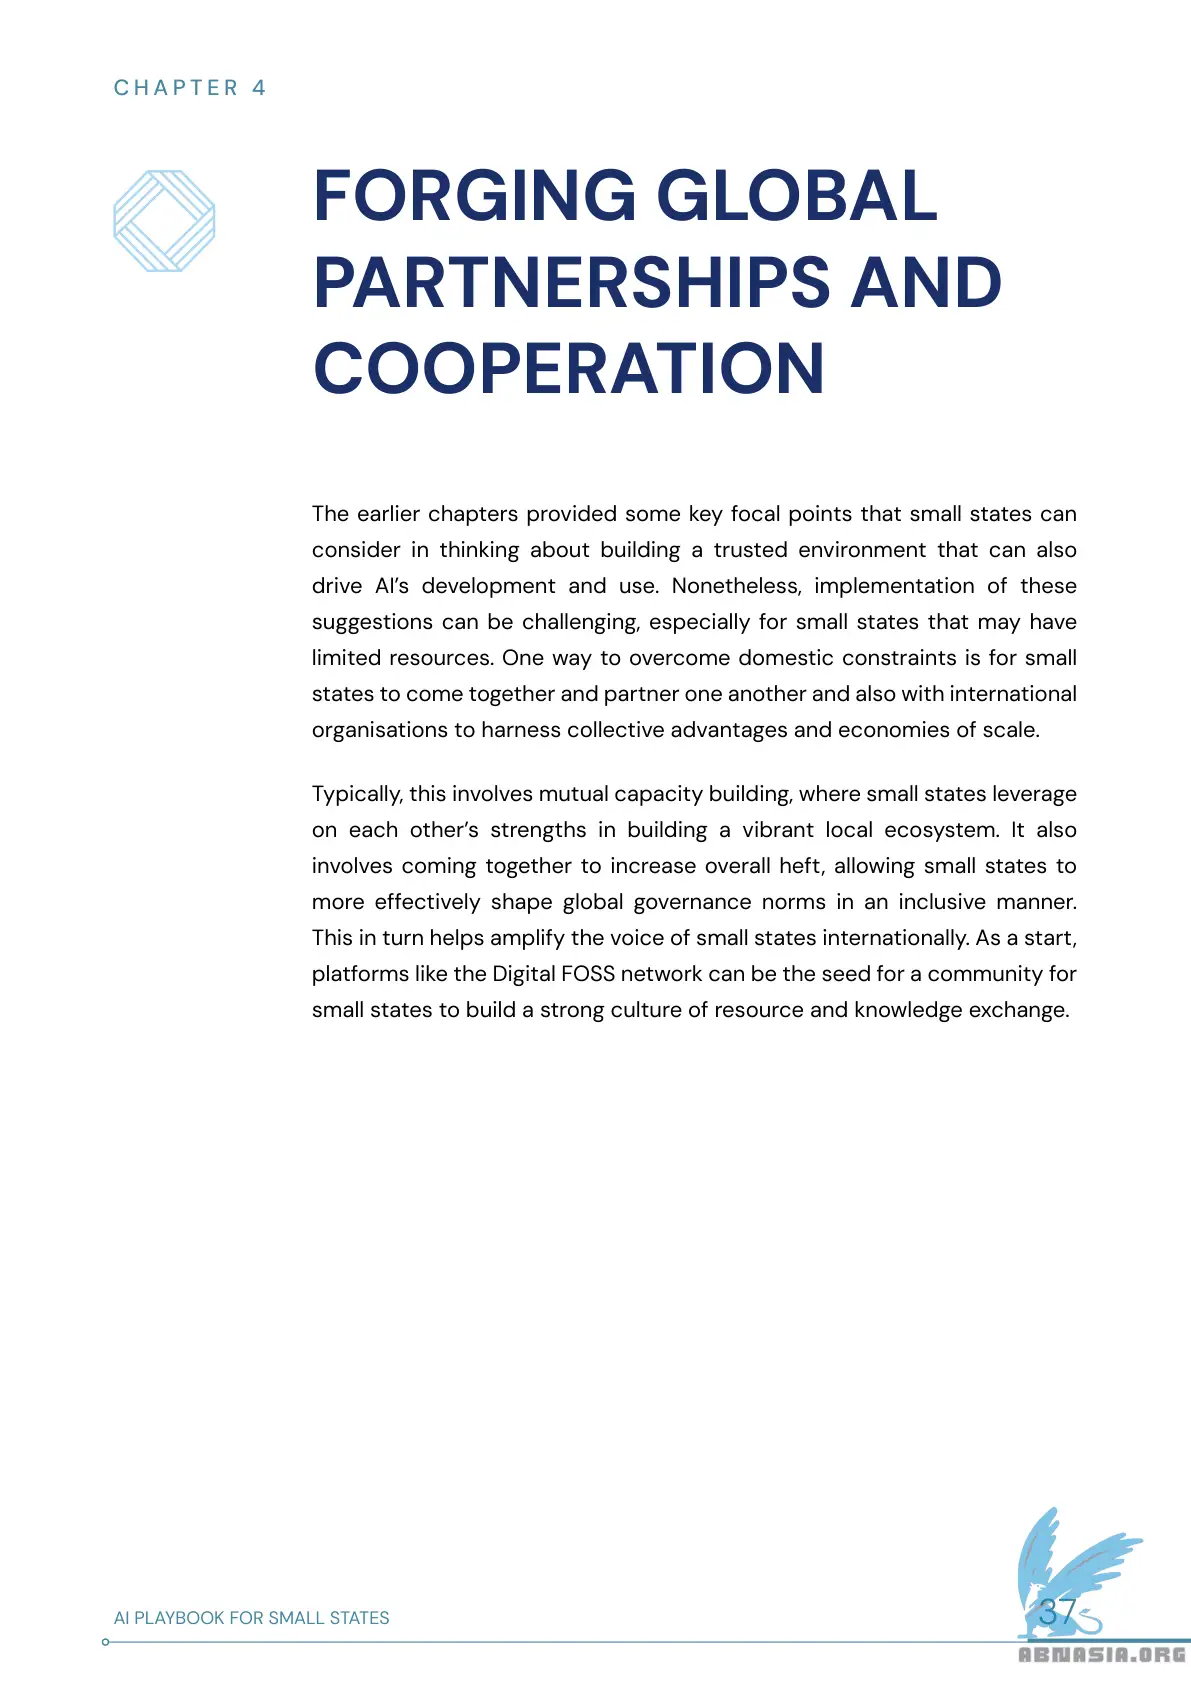 CHAPTER 4
FORGING GLOBAL
PARTNERSHIPS AND
COOPERATION
The earlier chapters provided some key focal points that small states can
consider in thinking about building a trusted environment that can also
drive AI’s development and use. Nonetheless, implementation of these
suggestions can be challenging, especially for small states that may have
limited resources. One way to overcome domestic constraints is for small
states to come together and partner one another and also with international
organisations to harness collective advantages and economies of scale.
Typically, this involves mutual capacity building, where small states leverage
on each other’s strengths in building a vibrant local ecosystem. It also
involves coming together to increase overall heft, allowing small states to
more effectively shape global governance norms in an inclusive manner.
This in turn helps amplify the voice of small states internationally. As a start,
platforms like the Digital FOSS network can be the seed for a community for
small states to build a strong culture of resource and knowledge exchange.
AI PLAYBOOK FOR SMALL STATES
37
ABNASIA.ORG